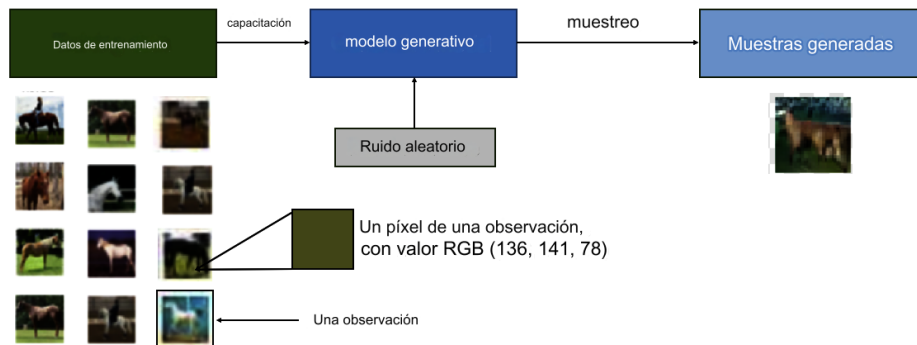 capacitación
muestreo
Datos de entrenamiento
modelo generativo
Muestras generadas
Ruido aleatorio
Un píxel de una observación,
con valor RGB (136, 141, 78)
Una observación